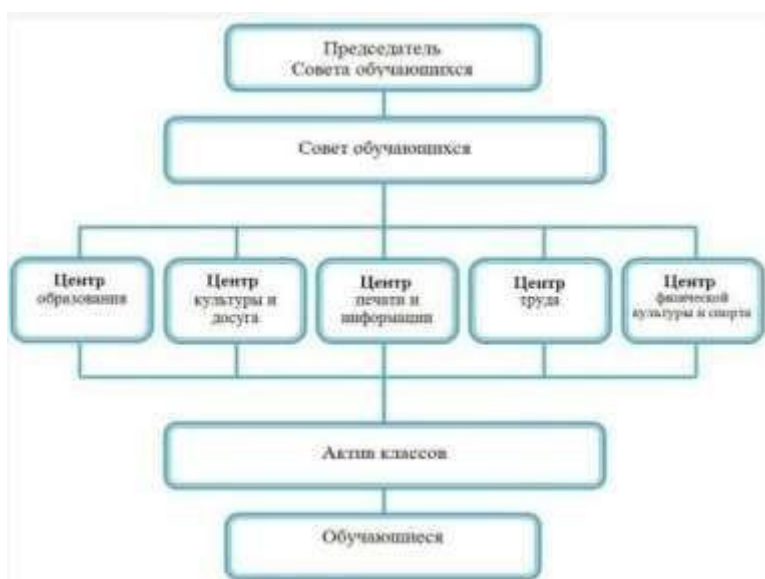 Председатель
Совета обучающихся
Совет обучающихся
Центр
образования
Центр
культуры и
досуга
Центр
печати и
информации
Центр
труда
Центр
физической
культуры и спорта
Актив классов
Обучающиеся